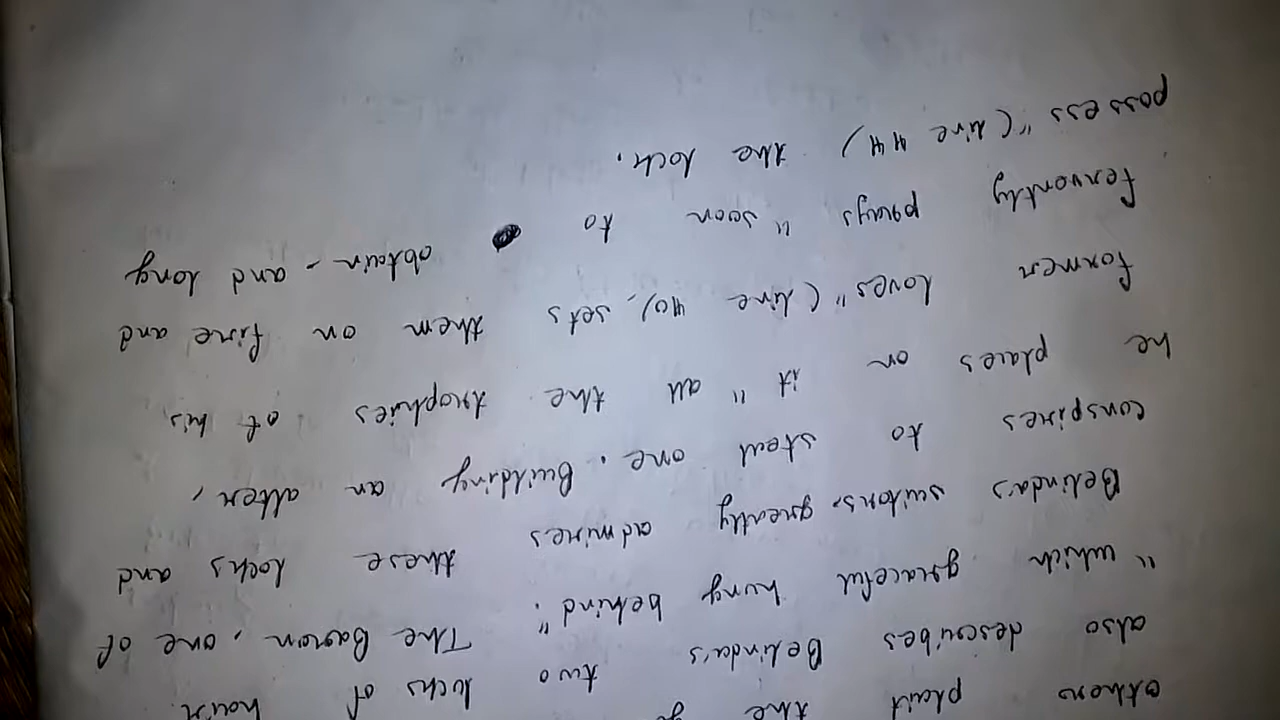 others plait the
also describes Belinda's two locks of hair
"which graceful hung behind." The Baron, one of
Belinda's suitors, greatly admires these locks and
conspires to steal one. Building an alter,
he places on it "all the trophies of his
former loves" (line 40), sets them on fire and
fervently prays "soon to obtain, and long
possess" (line 44) the lock.